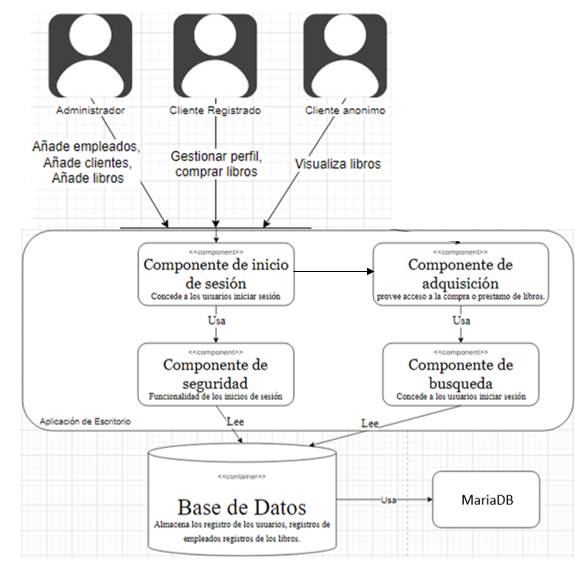 Administrador
Cliente Registrado
Cliente anonimo
Añade empleados,
Añade clientes,
Añade libros
Gestionar perfil,
comprar libros
Visualiza libros
<<component>>
Componente de inicio
de sesión
Concede a los usuarios iniciar sesión
<<component>>
Componente de
adquisición
provee acceso a la compra o prestamo de libros.
Usa
Usa
<<component>>
Componente de
seguridad
Funcionalidad de los inicios de sesión
<<component>>
Componente de
busqueda
Concede a los usuarios iniciar sesión
Aplicación de Escritorio
Lee
Lee
<<container>>
Base de Datos
Almacena los registro de los usuarios, registros de
empleados registros de los libros.
Usa
MariaDB